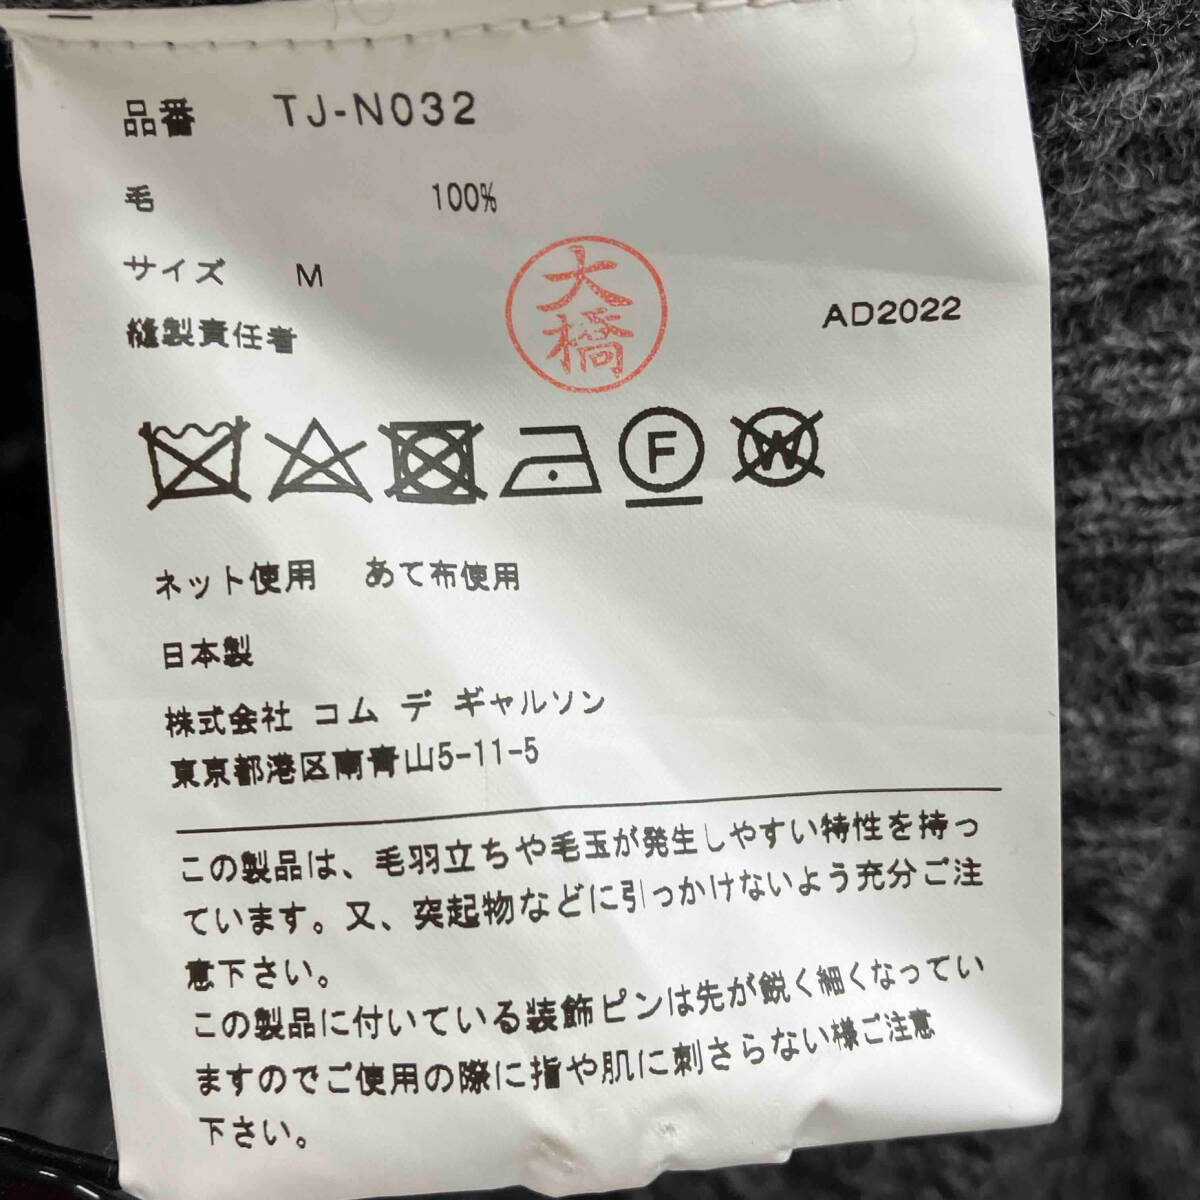 品番 TJ-N032
毛 100%
サイズ M
縫製責任者
大橋
AD2022
F
W
ネット使用 あて布使用
日本製
株式会社 コム デ ギャルソン
東京都港区南青山5-11-5
この製品は、毛羽立ちや毛玉が発生しやすい特性を持っ
ています。又、突起物などに引っかけないよう充分ご注
意下さい。
この製品に付いている装飾ピンは先が鋭く細くなってい
ますのでご使用の際に指や肌に刺さらない様ご注意
下さい。